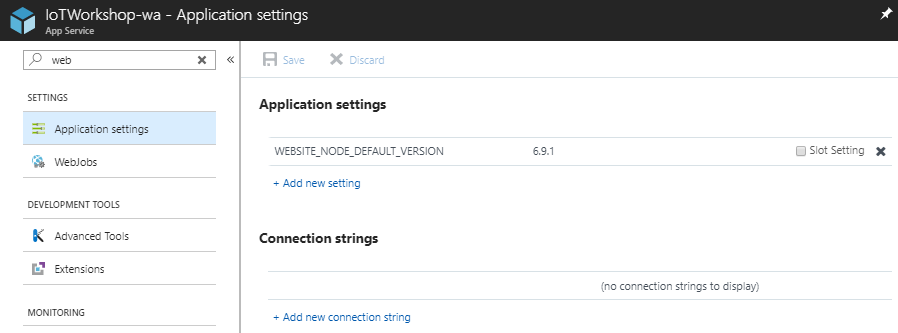 IoTWorkshop-wa - Application settings
App Service
web
«
Save
Discard
SETTINGS
Application settings
WebJobs
DEVELOPMENT TOOLS
Advanced Tools
Extensions
MONITORING
Application settings
WEBSITE_NODE_DEFAULT_VERSION 6.9.1 Slot Setting
+ Add new setting
Connection strings
(no connection strings to display)
+ Add new connection string